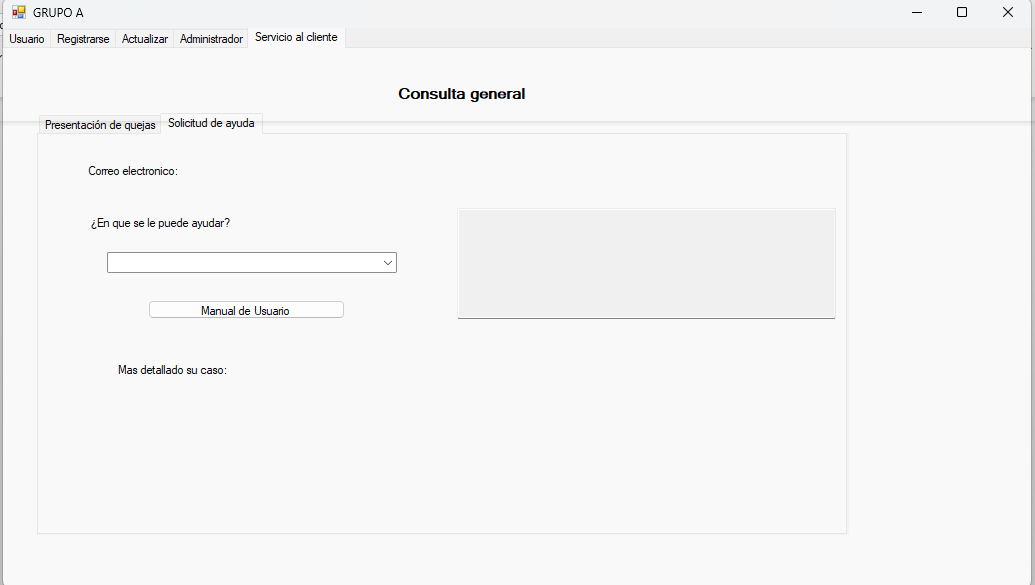 GRUPO A
Usuario Registrarse Actualizar Administrador Servicio al cliente
Consulta general
Presentación de quejas Solicitud de ayuda
Correo electronico:
¿En que se le puede ayudar?
Manual de Usuario
Mas detallado su caso: